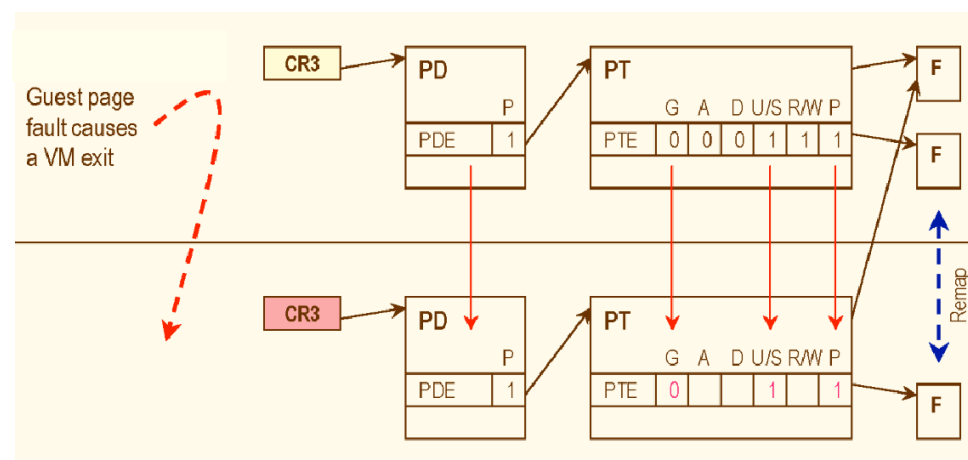 CR3
PD
P
PDE 1
PT
G A D U/S R/W P
PTE 0 0 0 1 1 1
F
F
Guest page
fault causes
a VM exit
CR3
PD
P
PDE 1
PT
G A D U/S R/W P
PTE 0 1 1
F
Remap